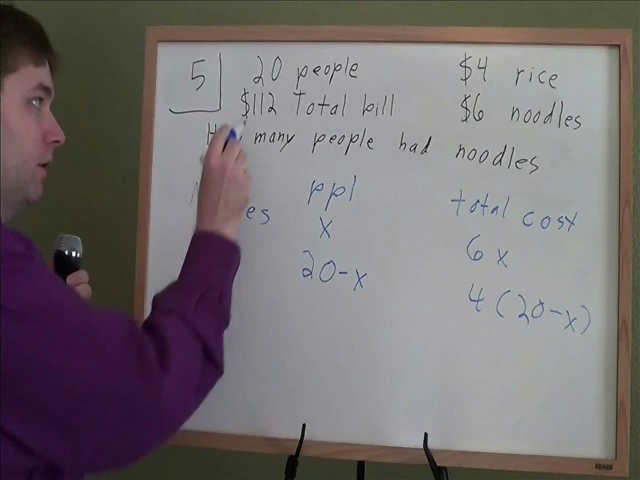 5
20 people $4 rice
$112 Total bill $6 noodles
many people had noodles
ppl total cost
es x 6x
20-x 4(20-x)